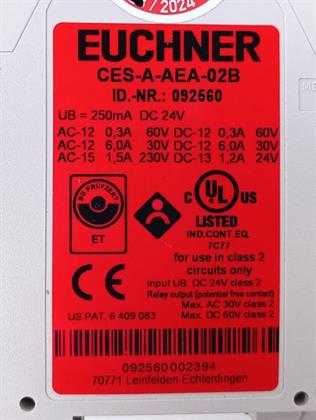 /2024
EUCHNER
CES-A-AEA-02B
ID.-NR.: 092560
UB = 250mA DC 24V
AC-12 0,3A 60V DC-12 0,3A 60V
AC-12 6,0A 30V DC-12 6,0A 30V
AC-15 1,5A 230V DC-13 1,2A 24V
BG PRÜFZERT
ET
C UL US
LISTED
IND.CONT.EQ.
7C77
for use in class 2
circuits only
Input UB: DC 24V class 2
Relay output (potential free contact)
Max. AC 30V class 2
Max. DC 60V class 2
CE
US PAT. 6 409 083
092560002394
70771 Leinfelden-Echterdingen